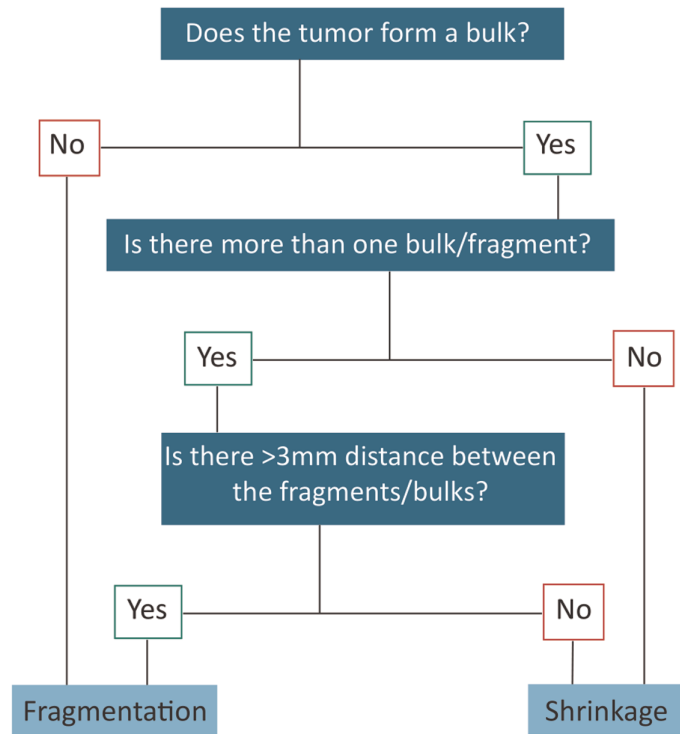 Does the tumor form a bulk?
No
Yes
Is there more than one bulk/fragment?
Yes
No
Is there >3mm distance between
the fragments/bulks?
Yes
No
Fragmentation
Shrinkage